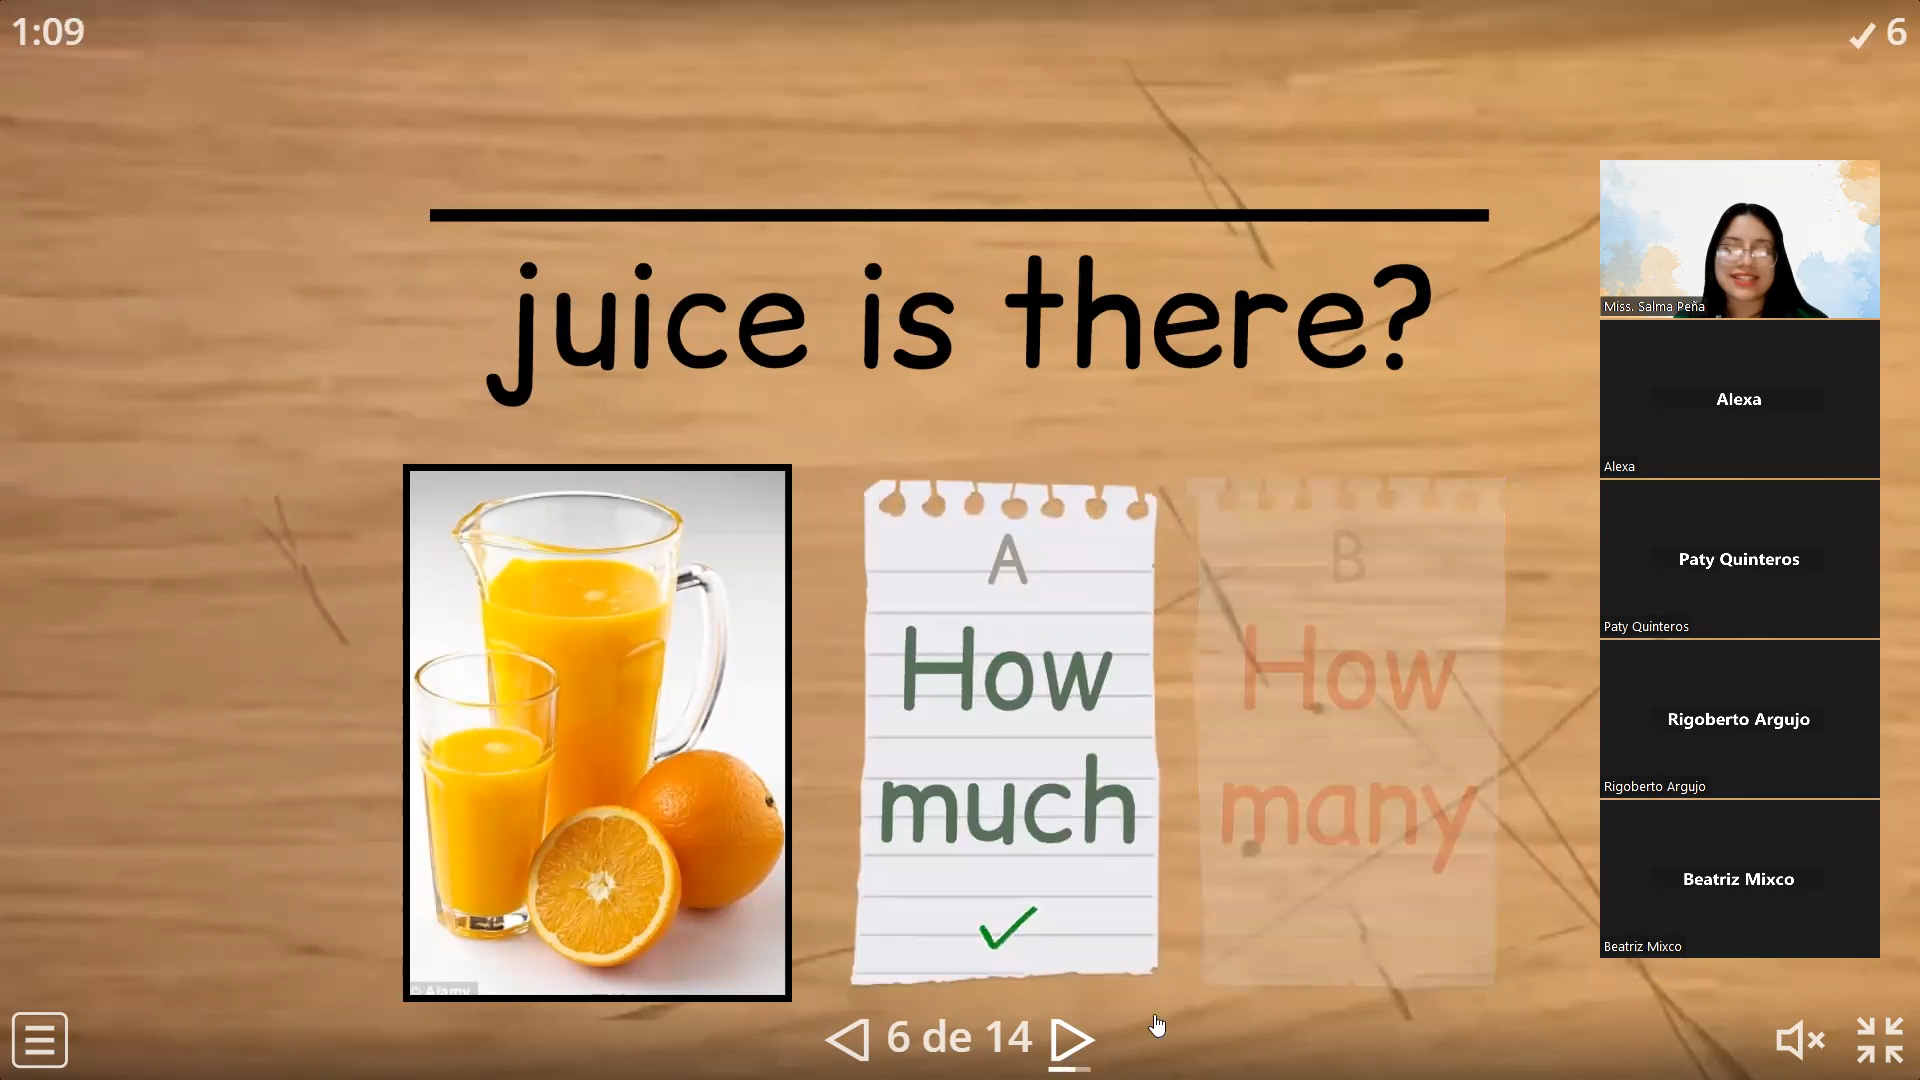 1:09
6
juice is there?
A
How
much
B
How
many
© Alamy
6 de 14
Miss. Salma Peña
Alexa
Alexa
Paty Quinteros
Paty Quinteros
Rigoberto Argujo
Rigoberto Argujo
Beatriz Mixco
Beatriz Mixco